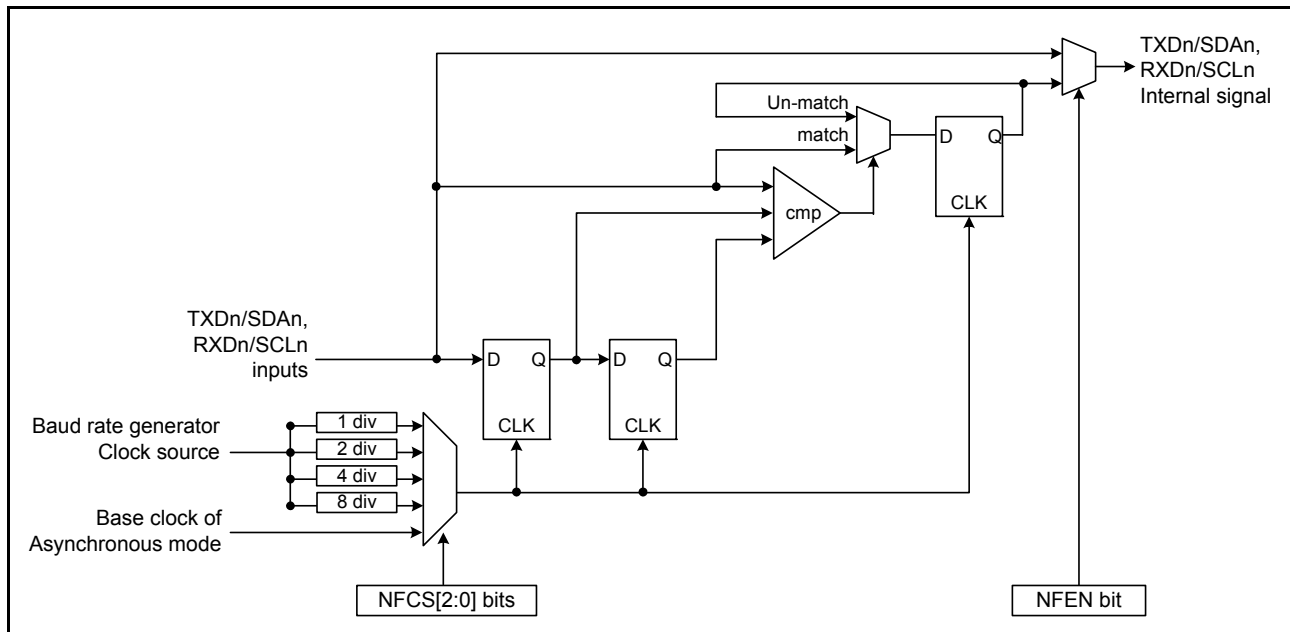 TXDn/SDAn,
RXDn/SCLn
Internal signal
Un-match
match
D
Q
CLK
cmp
TXDn/SDAn,
RXDn/SCLn
inputs
D
Q
CLK
D
Q
CLK
Baud rate generator
Clock source
1 div
2 div
4 div
8 div
Base clock of
Asynchronous mode
NFCS[2:0] bits
NFEN bit